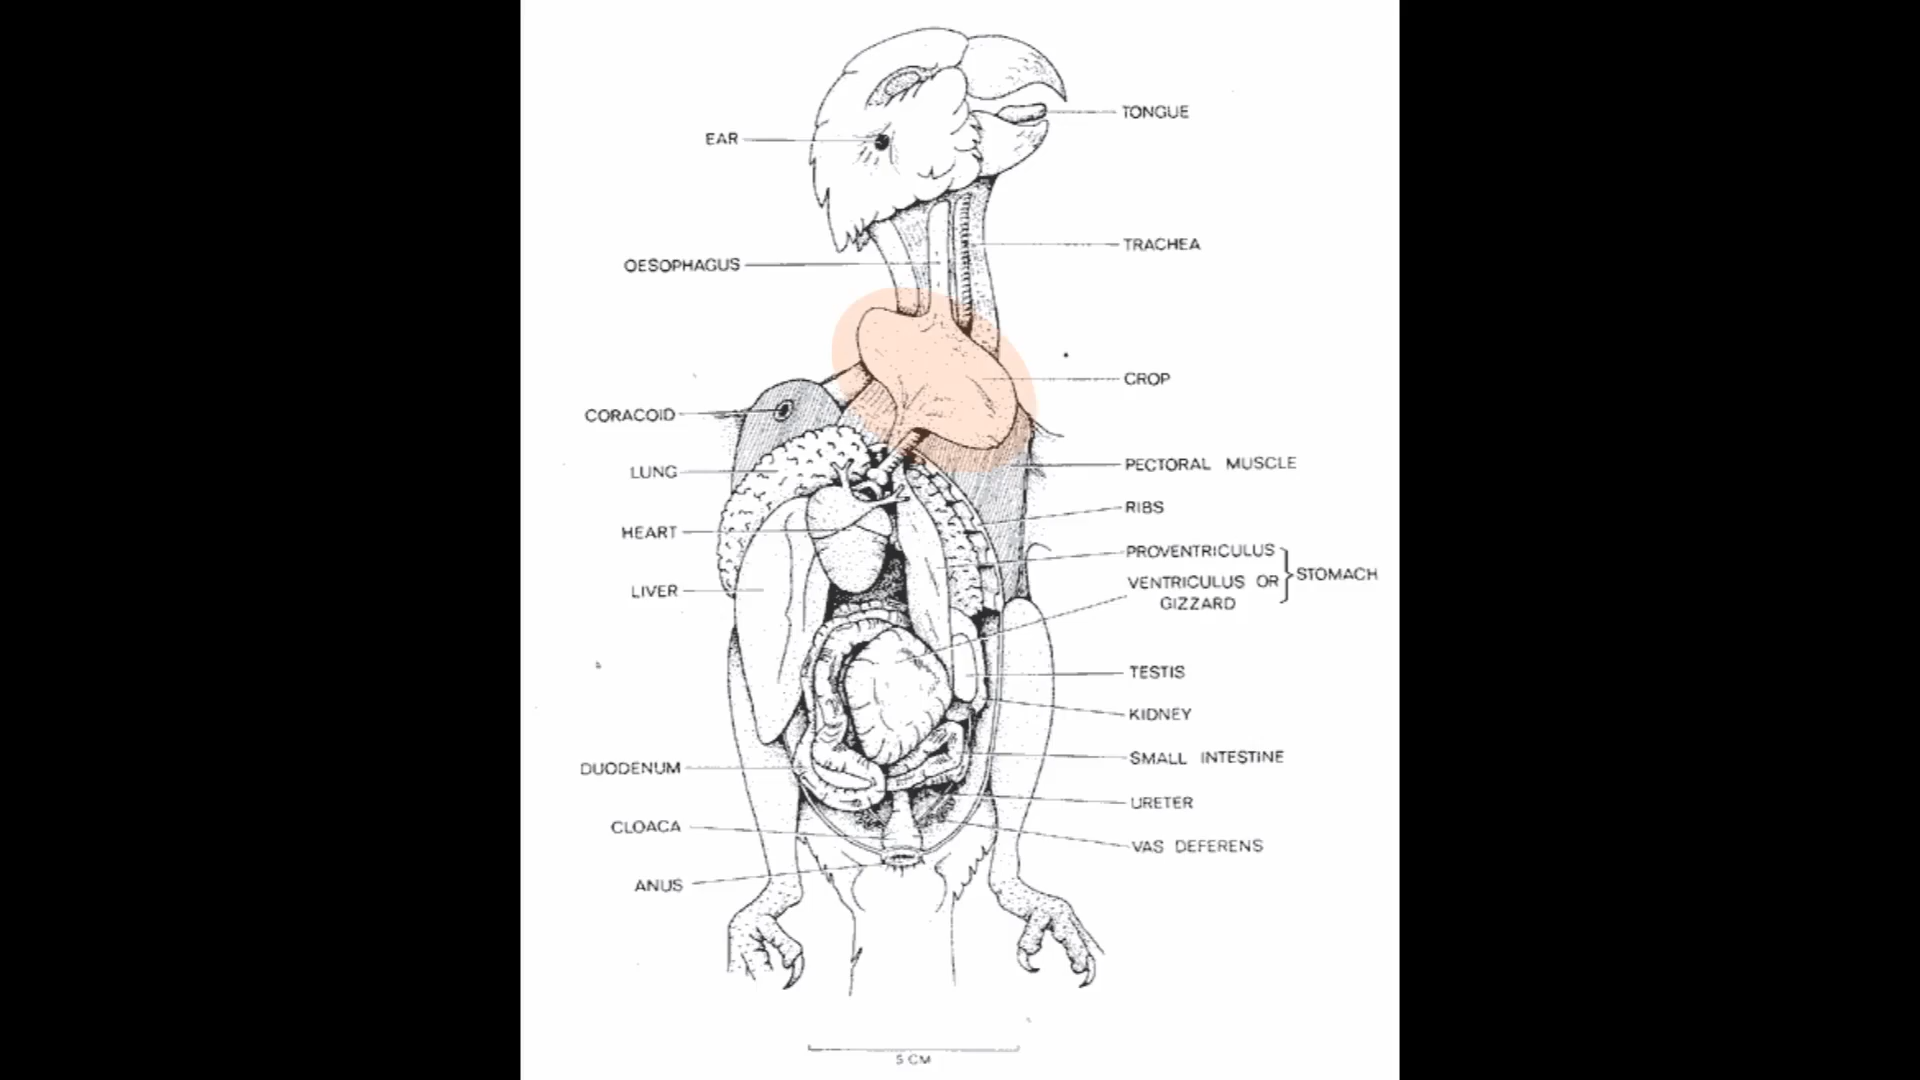 TONGUE
EAR
TRACHEA
OESOPHAGUS
CROP
CORACOID
PECTORAL MUSCLE
LUNG
RIBS
HEART
PROVENTRICULUS
STOMACH
VENTRICULUS OR
GIZZARD
LIVER
TESTIS
KIDNEY
SMALL INTESTINE
DUODENUM
URETER
CLOACA
VAS DEFERENS
ANUS
5 CM